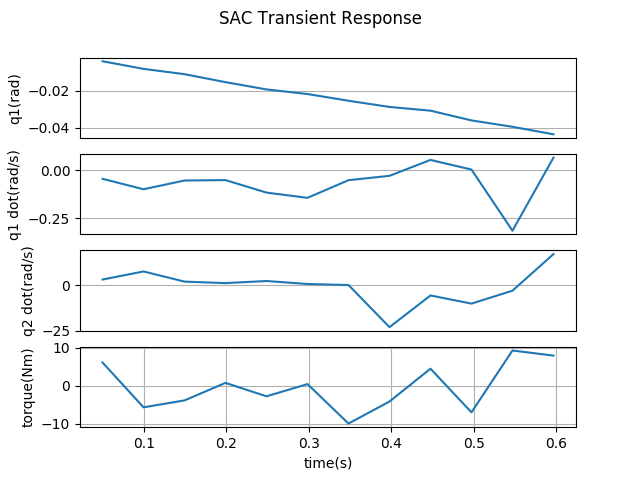 SAC Transient Response
q1(rad)
−0.02
−0.04
q1 dot(rad/s)
0.00
−0.25
q2 dot(rad/s)
0
−25
torque(Nm)
10
0
−10
0.1 0.2 0.3 0.4 0.5 0.6
time(s)